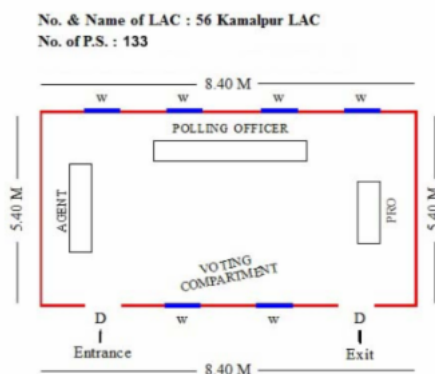 No. & Name of LAC : 56 Kamalpur LAC
No. of P.S. : 133
8.40 M
w w w w
POLLING OFFICER
5.40 M
AGENT
PRO
5.40 M
VOTING
COMPARTMENT
D w w D
Entrance Exit
8.40 M